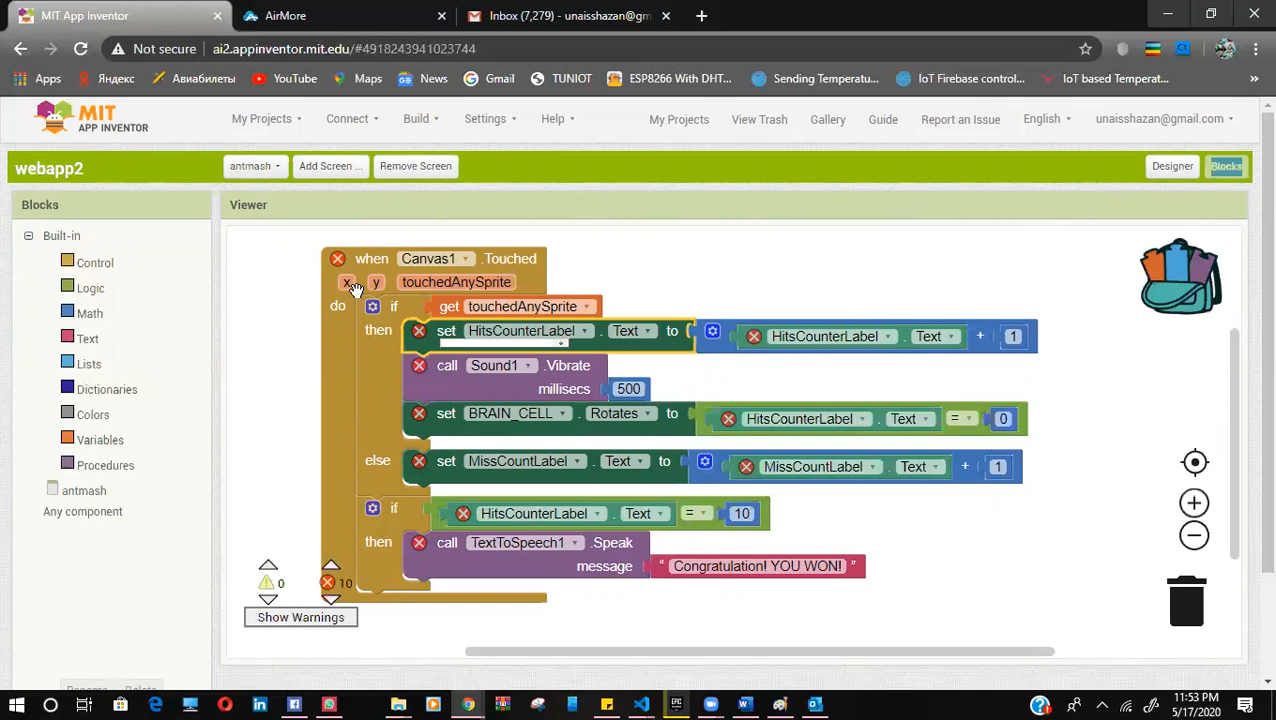 MIT App Inventor
AirMore
Inbox (7,279) - unaisshazan@gm
Not secure ai2.appinventor.mit.edu/#4918243941023744
Apps Яндекс Авиабилеты YouTube Maps News Gmail TUNIOT ESP8266 With DHT... Sending Temperatu... IoT Firebase control... IoT based Temperat...
MIT
APP INVENTOR
My Projects Connect Build Settings Help My Projects View Trash Gallery Guide Report an Issue English unaisshazan@gmail.com
webapp2
antmash Add Screen ... Remove Screen Designer Blocks
Blocks
Viewer
Built-in
Control
Logic
Math
Text
Lists
Dictionaries
Colors
Variables
Procedures
antmash
Any component
when Canvas1 .Touched
x y touchedAnySprite
do if get touchedAnySprite
then set HitsCounterLabel . Text to HitsCounterLabel . Text + 1
call Sound1 .Vibrate
millisecs 500
set BRAIN_CELL . Rotates to HitsCounterLabel . Text = 0
else set MissCountLabel . Text to MissCountLabel . Text + 1
if HitsCounterLabel . Text = 10
then call TextToSpeech1 .Speak
message " Congratulation! YOU WON! "
0 10
Show Warnings
Rename Delete
11:53 PM
5/17/2020